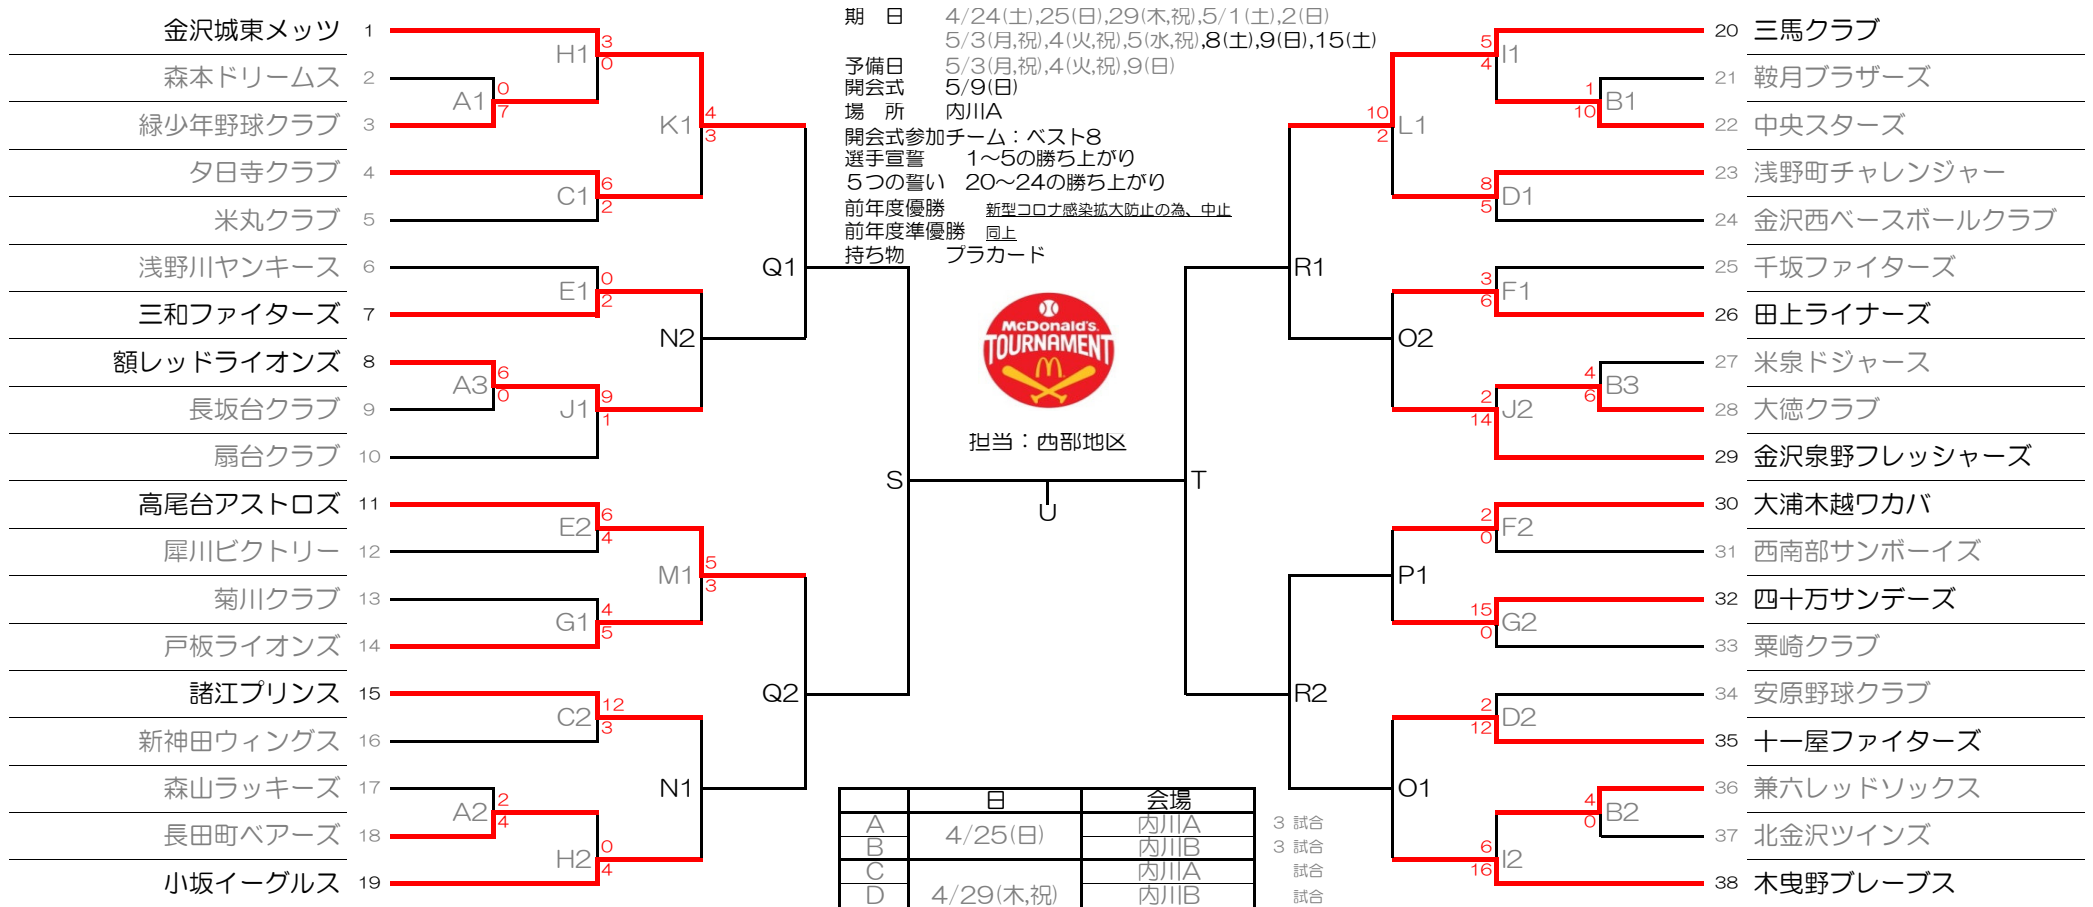 期　日　4/24(土),25(日),29(木,祝),5/1(土),2(日)
5/3(月,祝),4(火,祝),5(水,祝),8(土),9(日),15(土)
予備日　5/3(月,祝),4(火,祝),9(日)
開会式　5/9(日)
場　所　内川A
開会式参加チーム：ベスト8
選手宣誓　1～5の勝ち上がり
5つの誓い　20～24の勝ち上がり
前年度優勝　新型コロナ感染拡大防止の為、中止
前年度準優勝　同上
持ち物　プラカード
McDonald's
TOURNAMENT
担当：西部地区
金沢城東メッツ 1
森本ドリームス 2
緑少年野球クラブ 3
夕日寺クラブ 4
米丸クラブ 5
浅野川ヤンキース 6
三和ファイターズ 7
額レッドライオンズ 8
長坂台クラブ 9
扇台クラブ 10
高尾台アストロズ 11
犀川ビクトリー 12
菊川クラブ 13
戸板ライオンズ 14
諸江プリンス 15
新神田ウィングス 16
森山ラッキーズ 17
長田町ベアーズ 18
小坂イーグルス 19
A1 0 7
A3 6 0
A2 2 4
H1 3 0
C1 6 2
E1 0 2
J1 9 1
E2 6 4
G1 4 5
C2 12 3
H2 0 4
K1 4 3
N2
M1 5 3
N1
Q1
Q2
S
U
T
R1
R2
L1 10 2
O2
P1
O1
I1 5 4
D1 8 5
F1 3 6
J2 2 14
F2 2 0
G2 15 0
D2 2 12
I2 6 16
B1 1 10
B3 4 6
B2 4 0
20 三馬クラブ
21 鞍月ブラザーズ
22 中央スターズ
23 浅野町チャレンジャー
24 金沢西ベースボールクラブ
25 千坂ファイターズ
26 田上ライナーズ
27 米泉ドジャース
28 大徳クラブ
29 金沢泉野フレッシャーズ
30 大浦木越ワカバ
31 西南部サンボーイズ
32 四十万サンデーズ
33 粟崎クラブ
34 安原野球クラブ
35 十一屋ファイターズ
36 兼六レッドソックス
37 北金沢ツインズ
38 木曳野ブレーブス
日 会場
A 4/25(日) 内川A 3 試合
B 内川B 3 試合
C 4/29(木,祝) 内川A 試合
D 内川B 試合